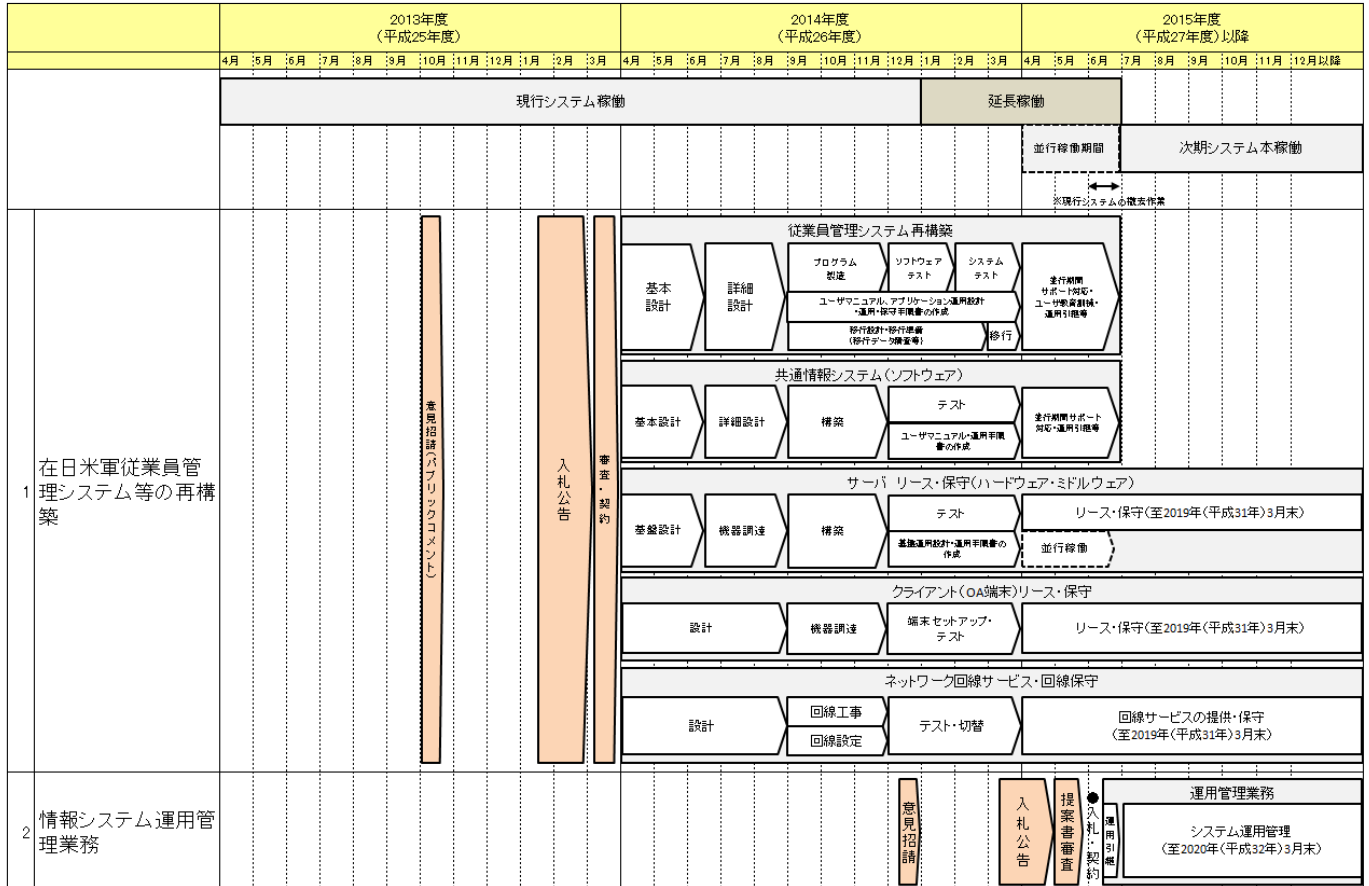 2013年度
（平成25年度）
2014年度
（平成26年度）
2015年度
（平成27年度）以降
4月 5月 6月 7月 8月 9月 10月 11月 12月 1月 2月 3月 4月 5月 6月 7月 8月 9月 10月 11月 12月 1月 2月 3月 4月 5月 6月 7月 8月 9月 10月 11月 12月以降
現行システム稼働
延長稼働
並行稼働期間
次期システム本稼働
※現行システムの撤去作業
1
在日米軍従業員管
理システム等の再構
築
意見招請（パブリックコメント）
入札公告
審査・契約
従業員管理システム再構築
基本
設計
詳細
設計
プログラム
製造
ソフトウェア
テスト
システム
テスト
ユーザマニュアル、アプリケーション運用設計
・運用・保守手順書の作成
移行設計・移行準備
（移行データ調査等）
移行
並行期間
サポート対応・
ユーザ教育訓練・
運用引継等
共通情報システム（ソフトウェア）
基本設計
詳細設計
構築
テスト
ユーザマニュアル・運用手順
書の作成
並行期間サポート
対応・運用引継等
サーバ リース・保守（ハードウェア・ミドルウェア）
基盤設計
機器調達
構築
テスト
基盤運用設計・運用手順書の
作成
リース・保守（至2019年（平成31年）3月末）
並行稼働
クライアント（OA端末）リース・保守
設計
機器調達
端末セットアップ・
テスト
リース・保守（至2019年（平成31年）3月末）
ネットワーク回線サービス・回線保守
設計
回線工事
回線設定
テスト・切替
回線サービスの提供・保守
（至2019年（平成31年）3月末）
2
情報システム運用管
理業務
意見招請
入札公告
提案書審査
●入札・契約
運用引継
運用管理業務
システム運用管理
（至2020年（平成32年）3月末）